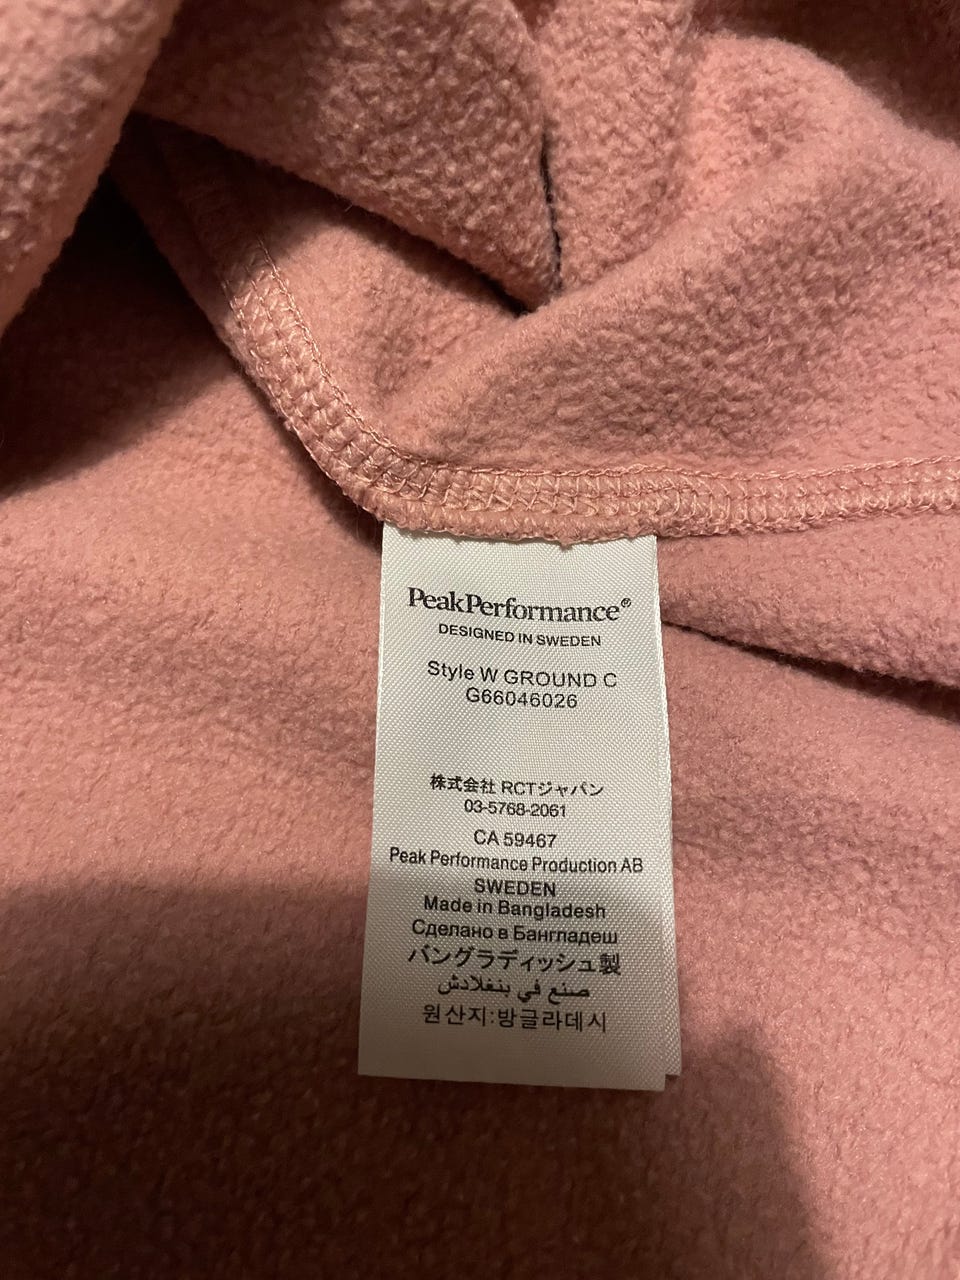 PeakPerformance®
DESIGNED IN SWEDEN
Style W GROUND C
G66046026
株式会社 RCTジャパン
03-5768-2061
CA 59467
Peak Performance Production AB
SWEDEN
Made in Bangladesh
Сделано в Бангладеш
バングラディッシュ製
صنع في بنغلادش
원산지:방글라데시